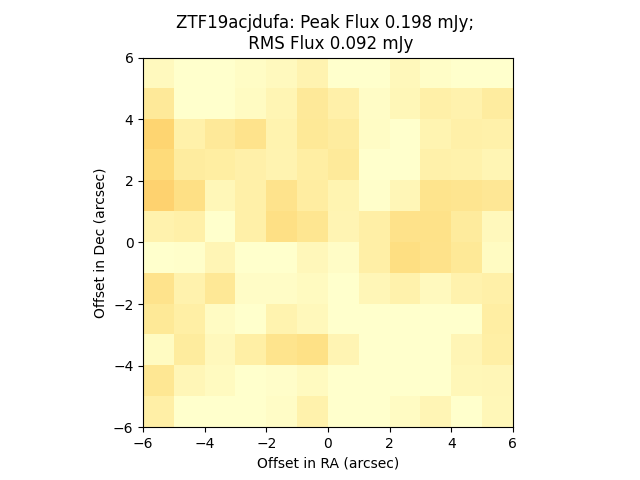 ZTF19acjdufa: Peak Flux 0.198 mJy;
RMS Flux 0.092 mJy
6
4
2
0
−2
−4
−6
Offset in Dec (arcsec)
−6 −4 −2 0 2 4 6
Offset in RA (arcsec)